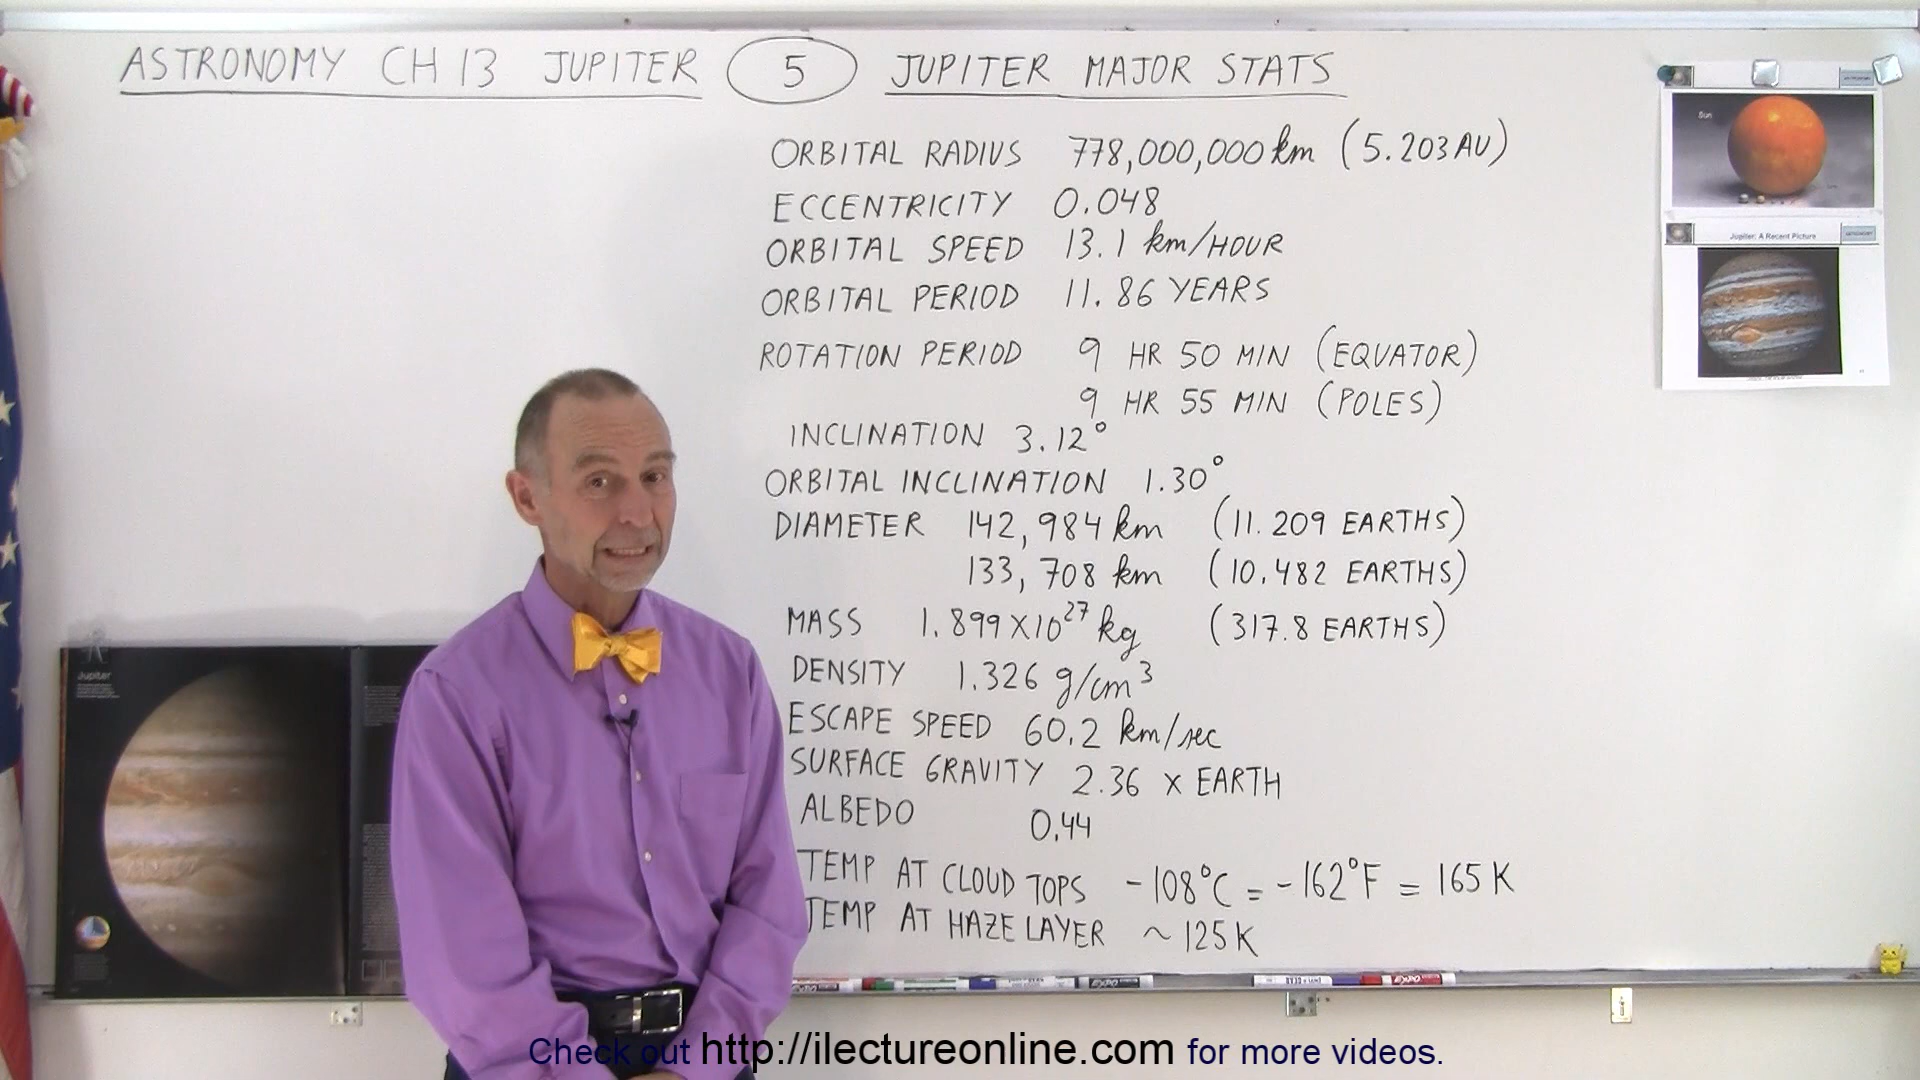 ASTRONOMY CH 13 JUPITER 5 JUPITER MAJOR STATS
ORBITAL RADIUS 778,000,000 km (5.203 AU)
ECCENTRICITY 0.048
ORBITAL SPEED 13.1 km/HOUR
ORBITAL PERIOD 11.86 YEARS
ROTATION PERIOD 9 HR 50 MIN (EQUATOR)
9 HR 55 MIN (POLES)
INCLINATION 3.12°
ORBITAL INCLINATION 1.30°
DIAMETER 142,984 km (11.209 EARTHS)
133,708 km (10.482 EARTHS)
MASS 1.899 X 10²⁷ kg (317.8 EARTHS)
DENSITY 1.326 g/cm³
ESCAPE SPEED 60.2 km/sec
SURFACE GRAVITY 2.36 x EARTH
ALBEDO 0.44
TEMP AT CLOUD TOPS -108°C = -162°F = 165 K
TEMP AT HAZE LAYER ~ 125 K
Sun
Jupiter: A Recent Picture
Jupiter
Check out http://ilectureonline.com for more videos.